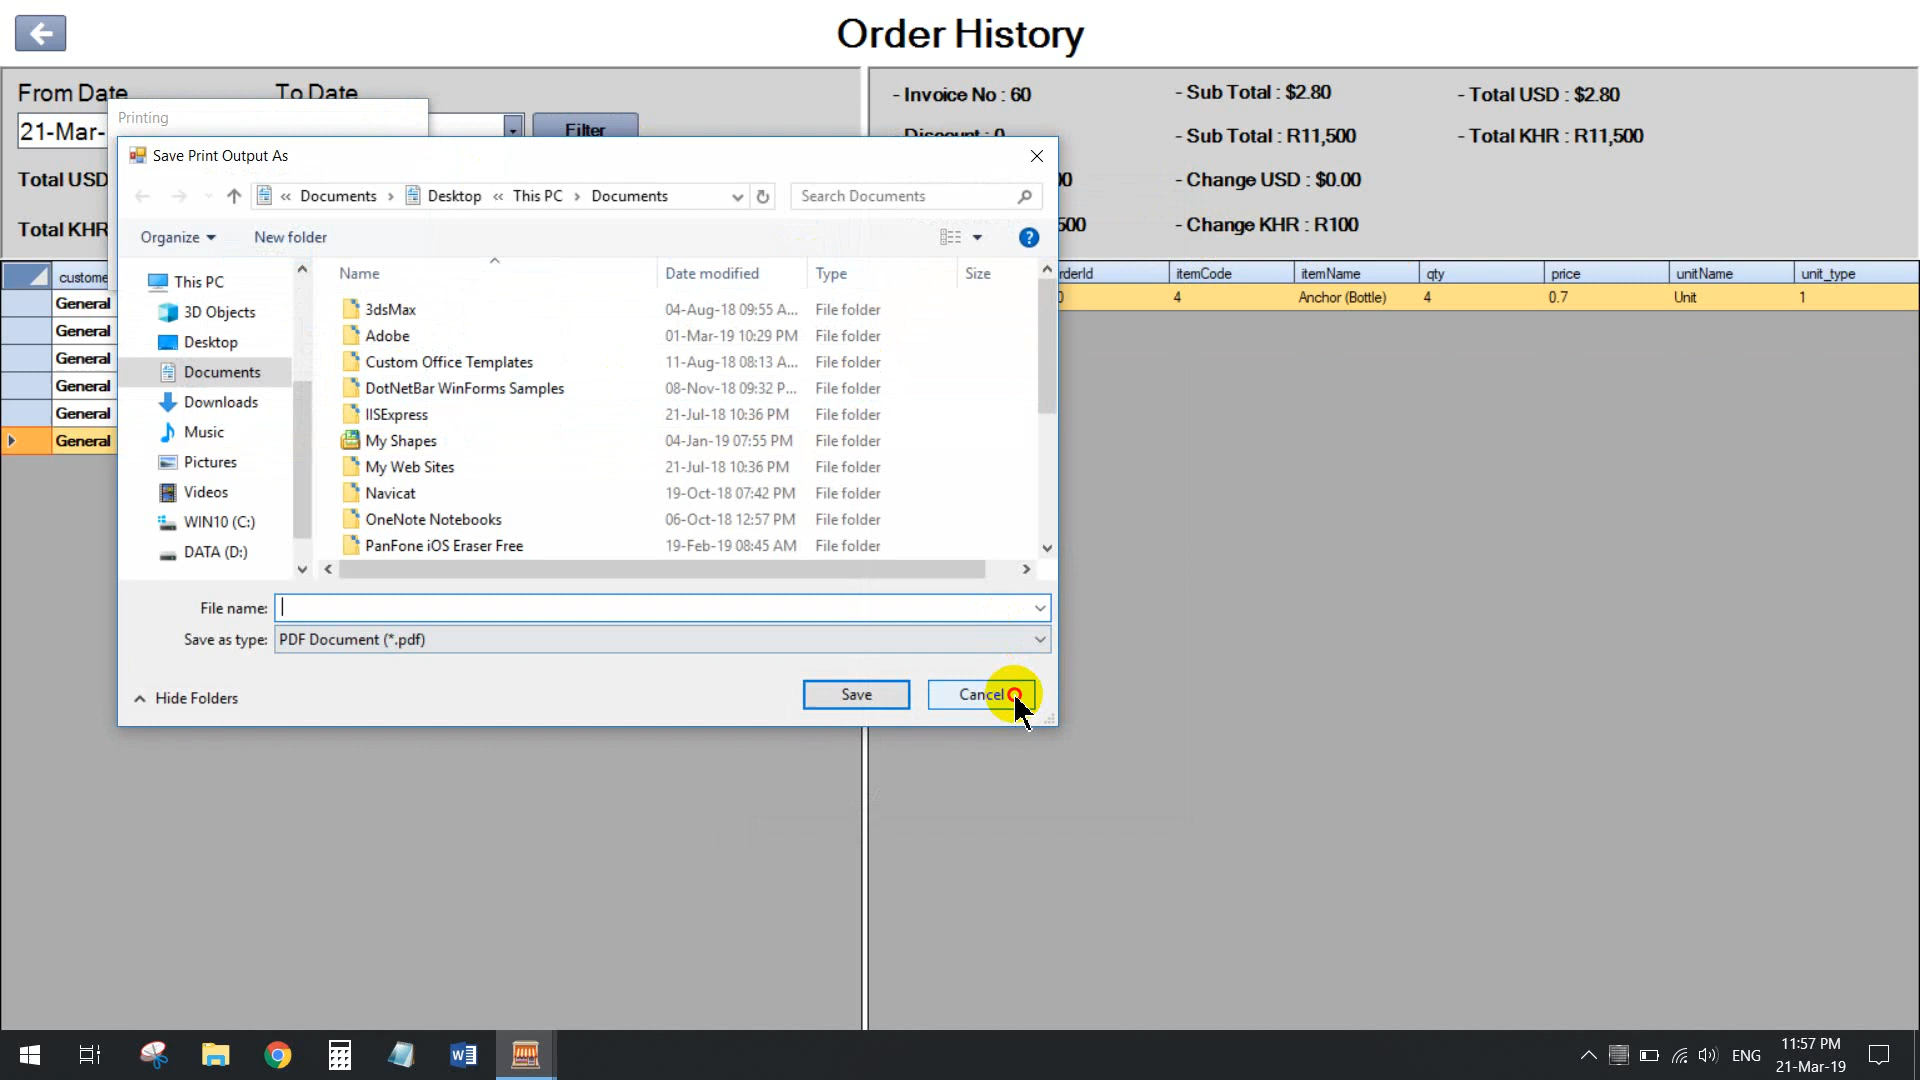 Order History
From Date
To Date
21-Mar-
Filter
Total USD
Total KHR
- Invoice No : 60
- Discount : 0
- Sub Total : $2.80
- Sub Total : R11,500
- Change USD : $0.00
- Change KHR : R100
- Total USD : $2.80
- Total KHR : R11,500
Printing
Save Print Output As
« Documents › Desktop « This PC › Documents
Search Documents
Organize
New folder
This PC
3D Objects
Desktop
Documents
Downloads
Music
Pictures
Videos
WIN10 (C:)
DATA (D:)
Name Date modified Type Size
3dsMax 04-Aug-18 09:55 A... File folder
Adobe 01-Mar-19 10:29 PM File folder
Custom Office Templates 11-Aug-18 08:13 A... File folder
DotNetBar WinForms Samples 08-Nov-18 09:32 P... File folder
IISExpress 21-Jul-18 10:36 PM File folder
My Shapes 04-Jan-19 07:55 PM File folder
My Web Sites 21-Jul-18 10:36 PM File folder
Navicat 19-Oct-18 07:42 PM File folder
OneNote Notebooks 06-Oct-18 12:57 PM File folder
PanFone iOS Eraser Free 19-Feb-19 08:45 AM File folder
File name:
Save as type: PDF Document (*.pdf)
Hide Folders
Save
Cancel
custome
General
General
General
General
General
General
rderId itemCode itemName qty price unitName unit_type
4 Anchor (Bottle) 4 0.7 Unit 1
ENG
11:57 PM
21-Mar-19